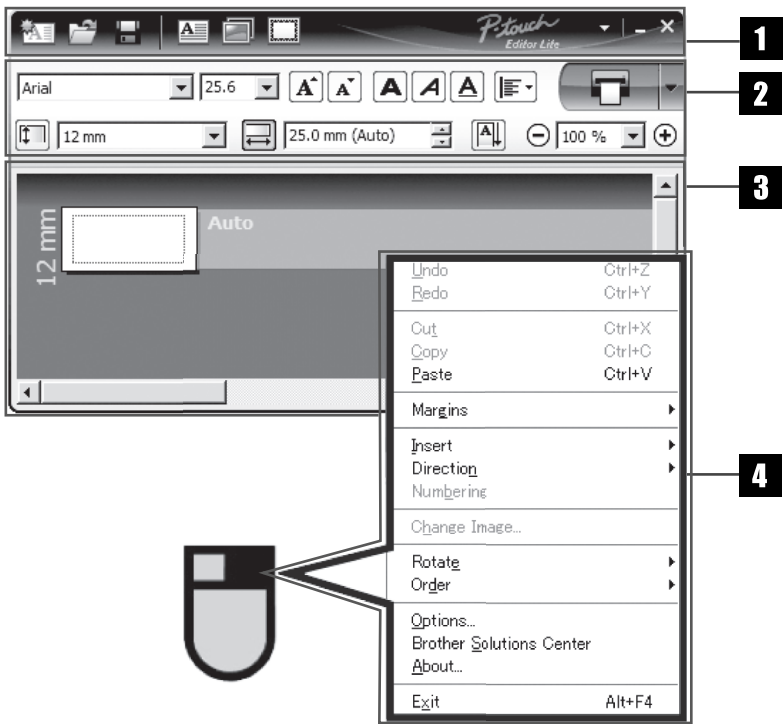 P-touch
Editor Lite
1
Arial 25.6 A A A A A
2
12 mm 25.0 mm (Auto) A 100 %
3
12 mm
Auto
Undo Ctrl+Z
Redo Ctrl+Y
Cut Ctrl+X
Copy Ctrl+C
Paste Ctrl+V
Margins
Insert
Direction
Numbering
4
Change Image...
Rotate
Order
Options...
Brother Solutions Center
About...
Exit Alt+F4